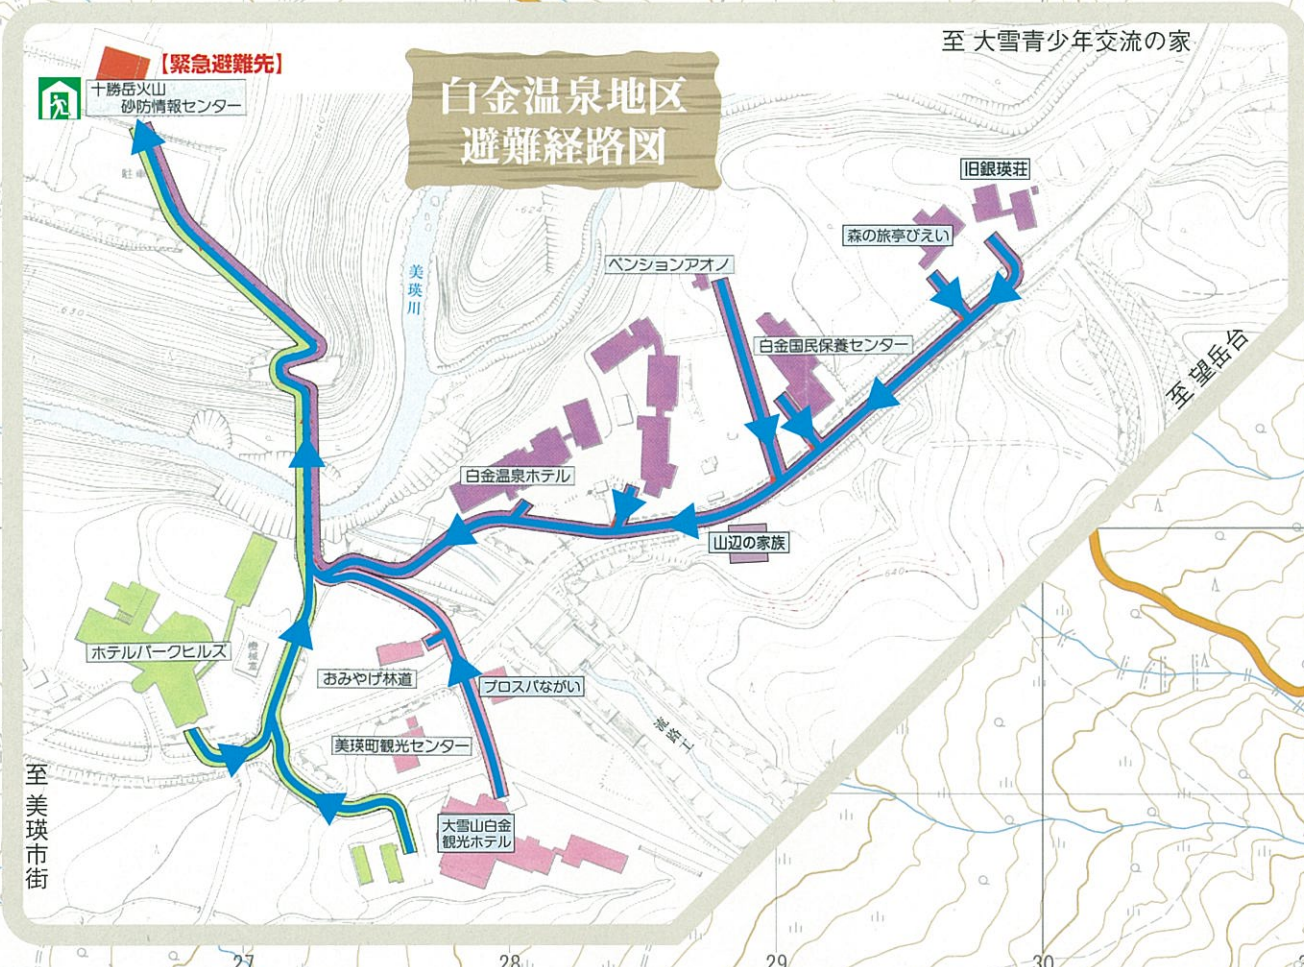 至 大雪青少年交流の家
【緊急避難先】
十勝岳火山
砂防情報センター
白金温泉地区
避難経路図
旧銀瑛荘
森の旅亭びえい
ペンションアオノ
美瑛川
白金国民保養センター
至 望岳台
白金温泉ホテル
山辺の家族
ホテルパークヒルズ
おみやげ林道
プロスパながい
流路工
美瑛町観光センター
至 美瑛市街
大雪山白金
観光ホテル
624
640
27
28
29
30